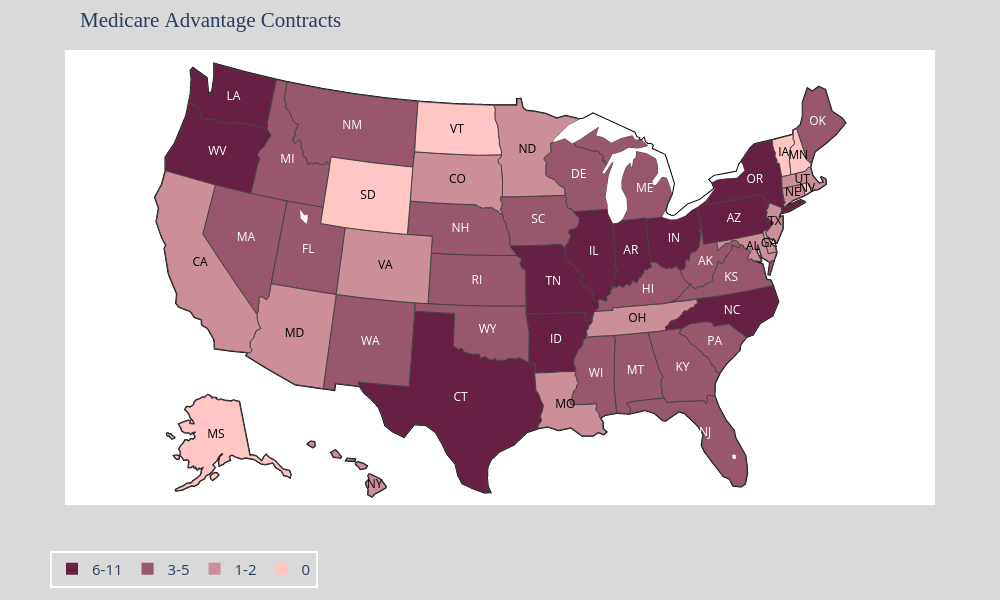 Medicare Advantage Contracts
LA
OK
NM
VT
WV
ND
IA
MN
MI
DE
CO
OR
UT
NV
ME
NE
SD
SC
AZ
TX
NH
MA
IN
FL
IL
AR
AL
CA
VA
AK
KS
RI
TN
HI
NC
MD
OH
WY
ID
WA
PA
KY
MT
WI
CT
MO
NJ
MS
NY
6-11
3-5
1-2
0